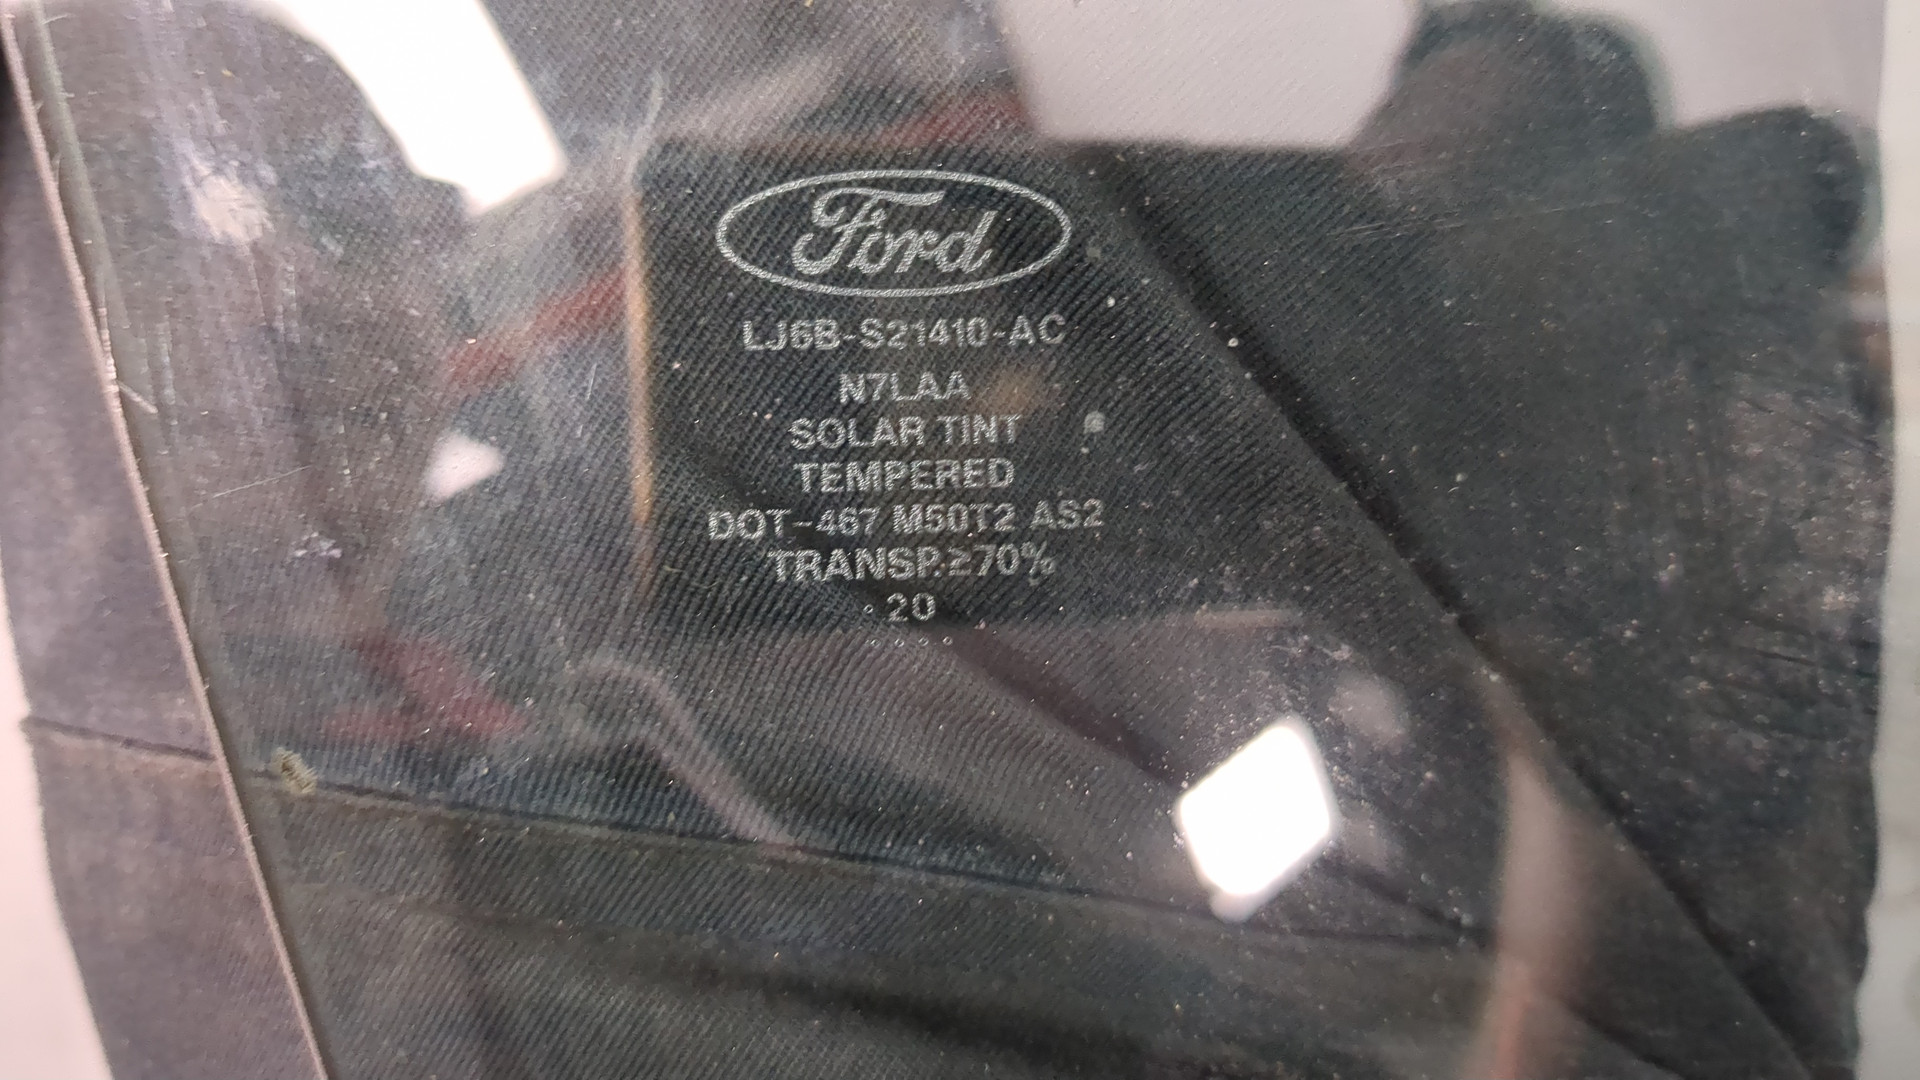 Ford
LJ6B-S21410-AC
N7LAA
SOLAR TINT
TEMPERED
DOT-467 M50T2 AS2
TRANSP.≥70%
20